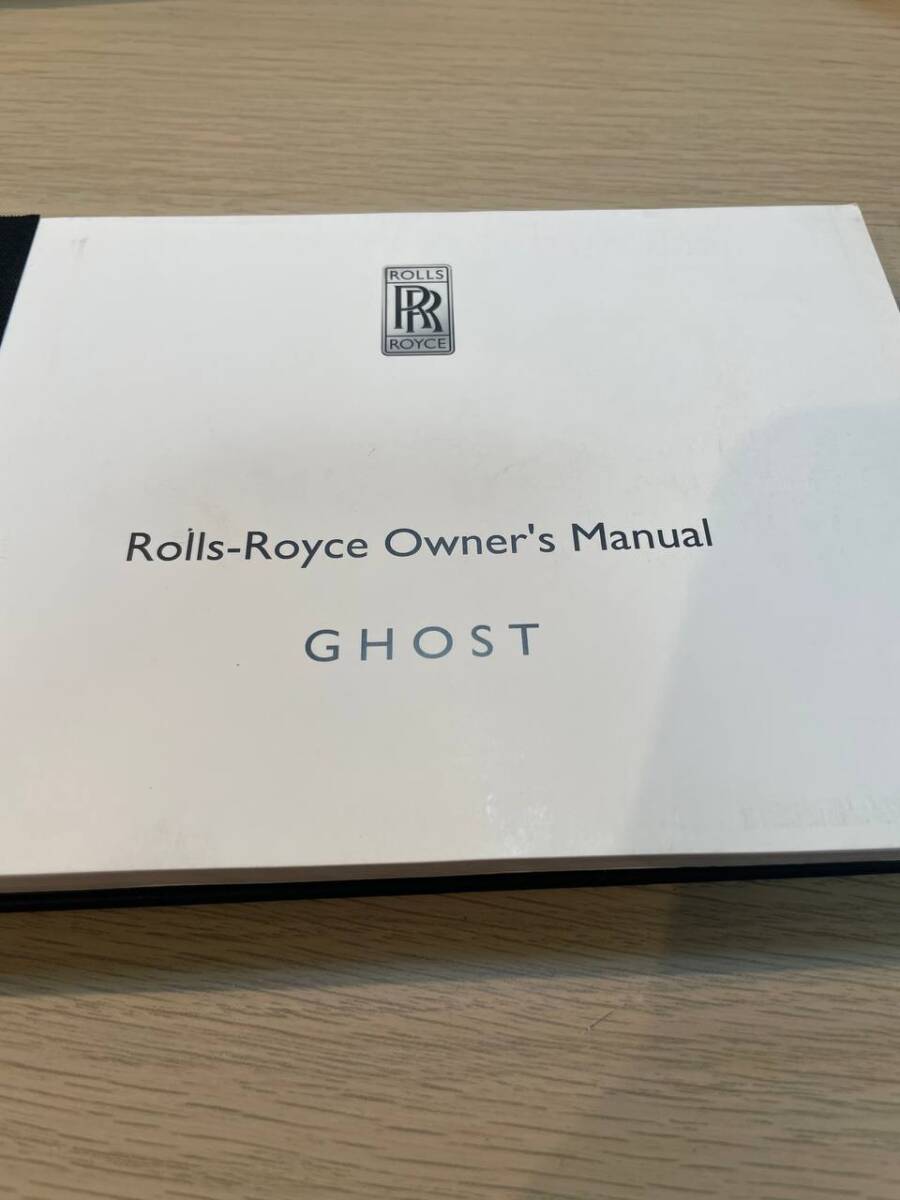 ROLLS
RR
ROYCE
Rolls-Royce Owner's Manual
GHOST